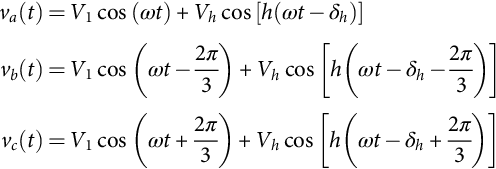 v_a(t) = V_1 cos (ωt) + V_h cos [h(ωt − δ_h)]
v_b(t) = V_1 cos (ωt − 2π/3) + V_h cos [h(ωt − δ_h − 2π/3)]
v_c(t) = V_1 cos (ωt + 2π/3) + V_h cos [h(ωt − δ_h + 2π/3)]